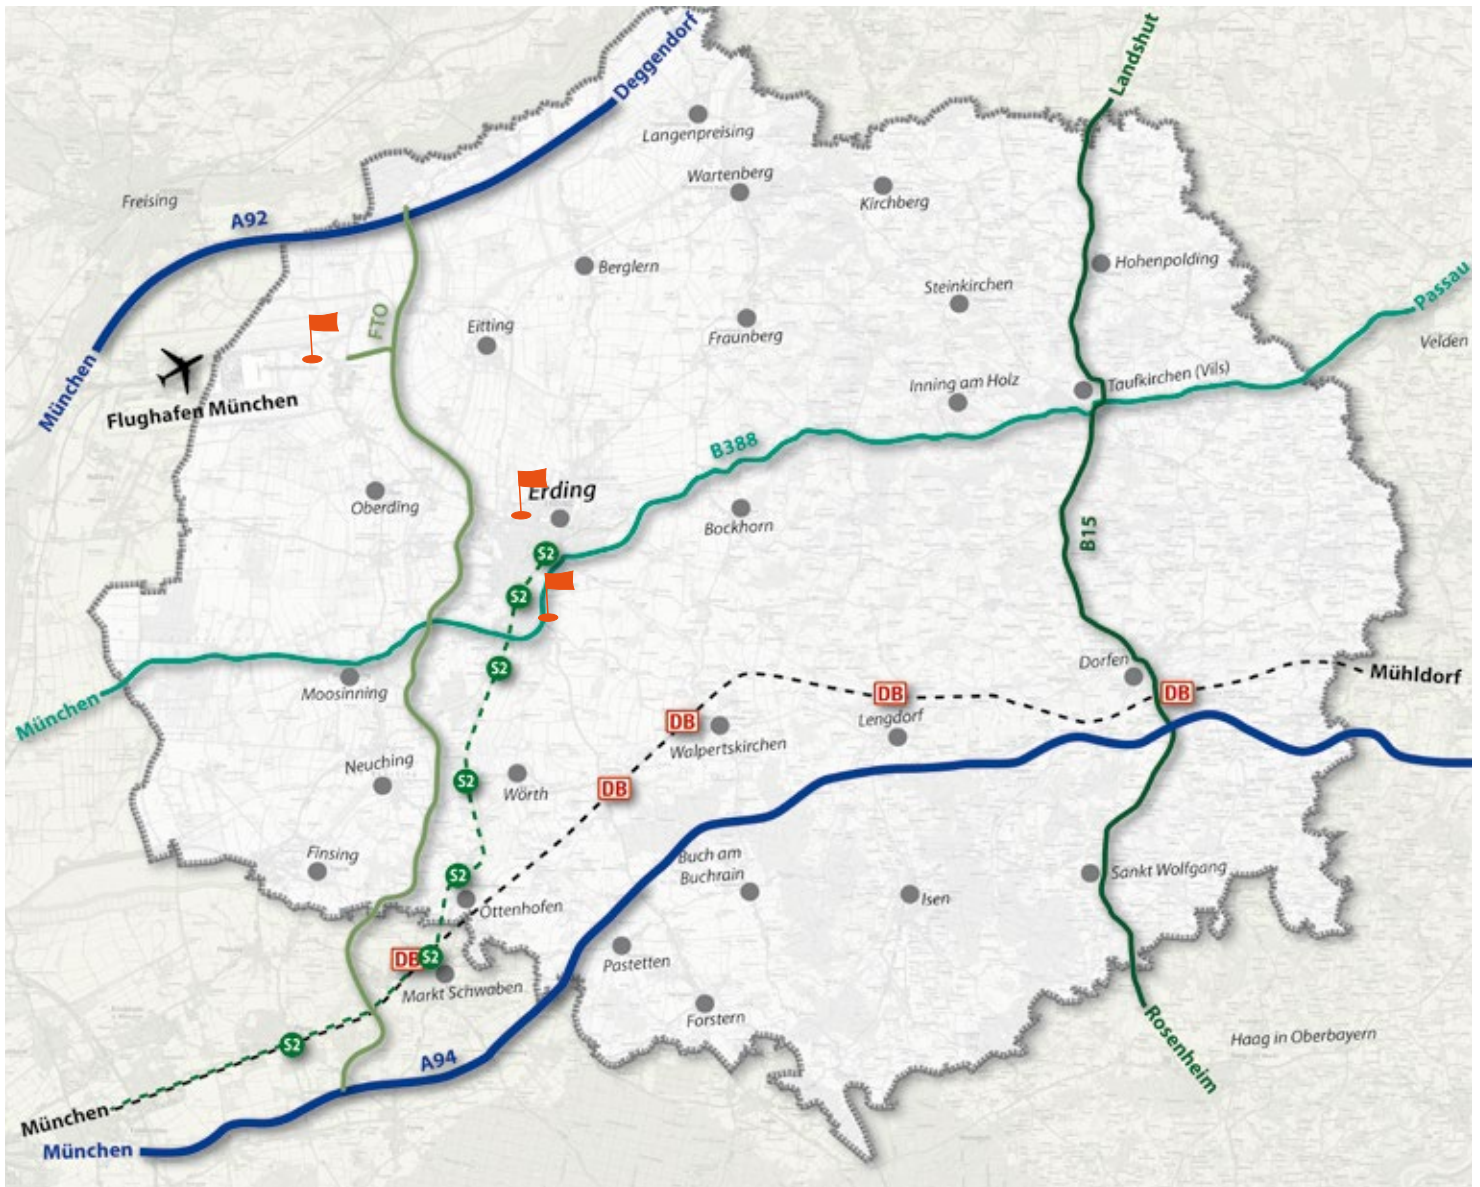 Landshut
Deggendorf
Langenpreising
Wartenberg
Kirchberg
Freising
A92
Hohenpolding
Berglern
Passau
Steinkirchen
FTO
Eitting
Fraunberg
Velden
München
Inning am Holz
Taufkirchen (Vils)
Flughafen München
B388
Erding
Oberding
Bockhorn
B15
S2
S2
S2
Dorfen
Mühldorf
Moosinning
München
DB
DB
DB
Lengdorf
Walpertskirchen
Neuching
S2
Wörth
DB
Finsing
Buch am
Buchrain
S2
Sankt Wolfgang
Isen
Ottenhofen
DB
S2
Pastetten
Markt Schwaben
Forstern
Rosenheim
Haag in Oberbayern
S2
A94
München
München